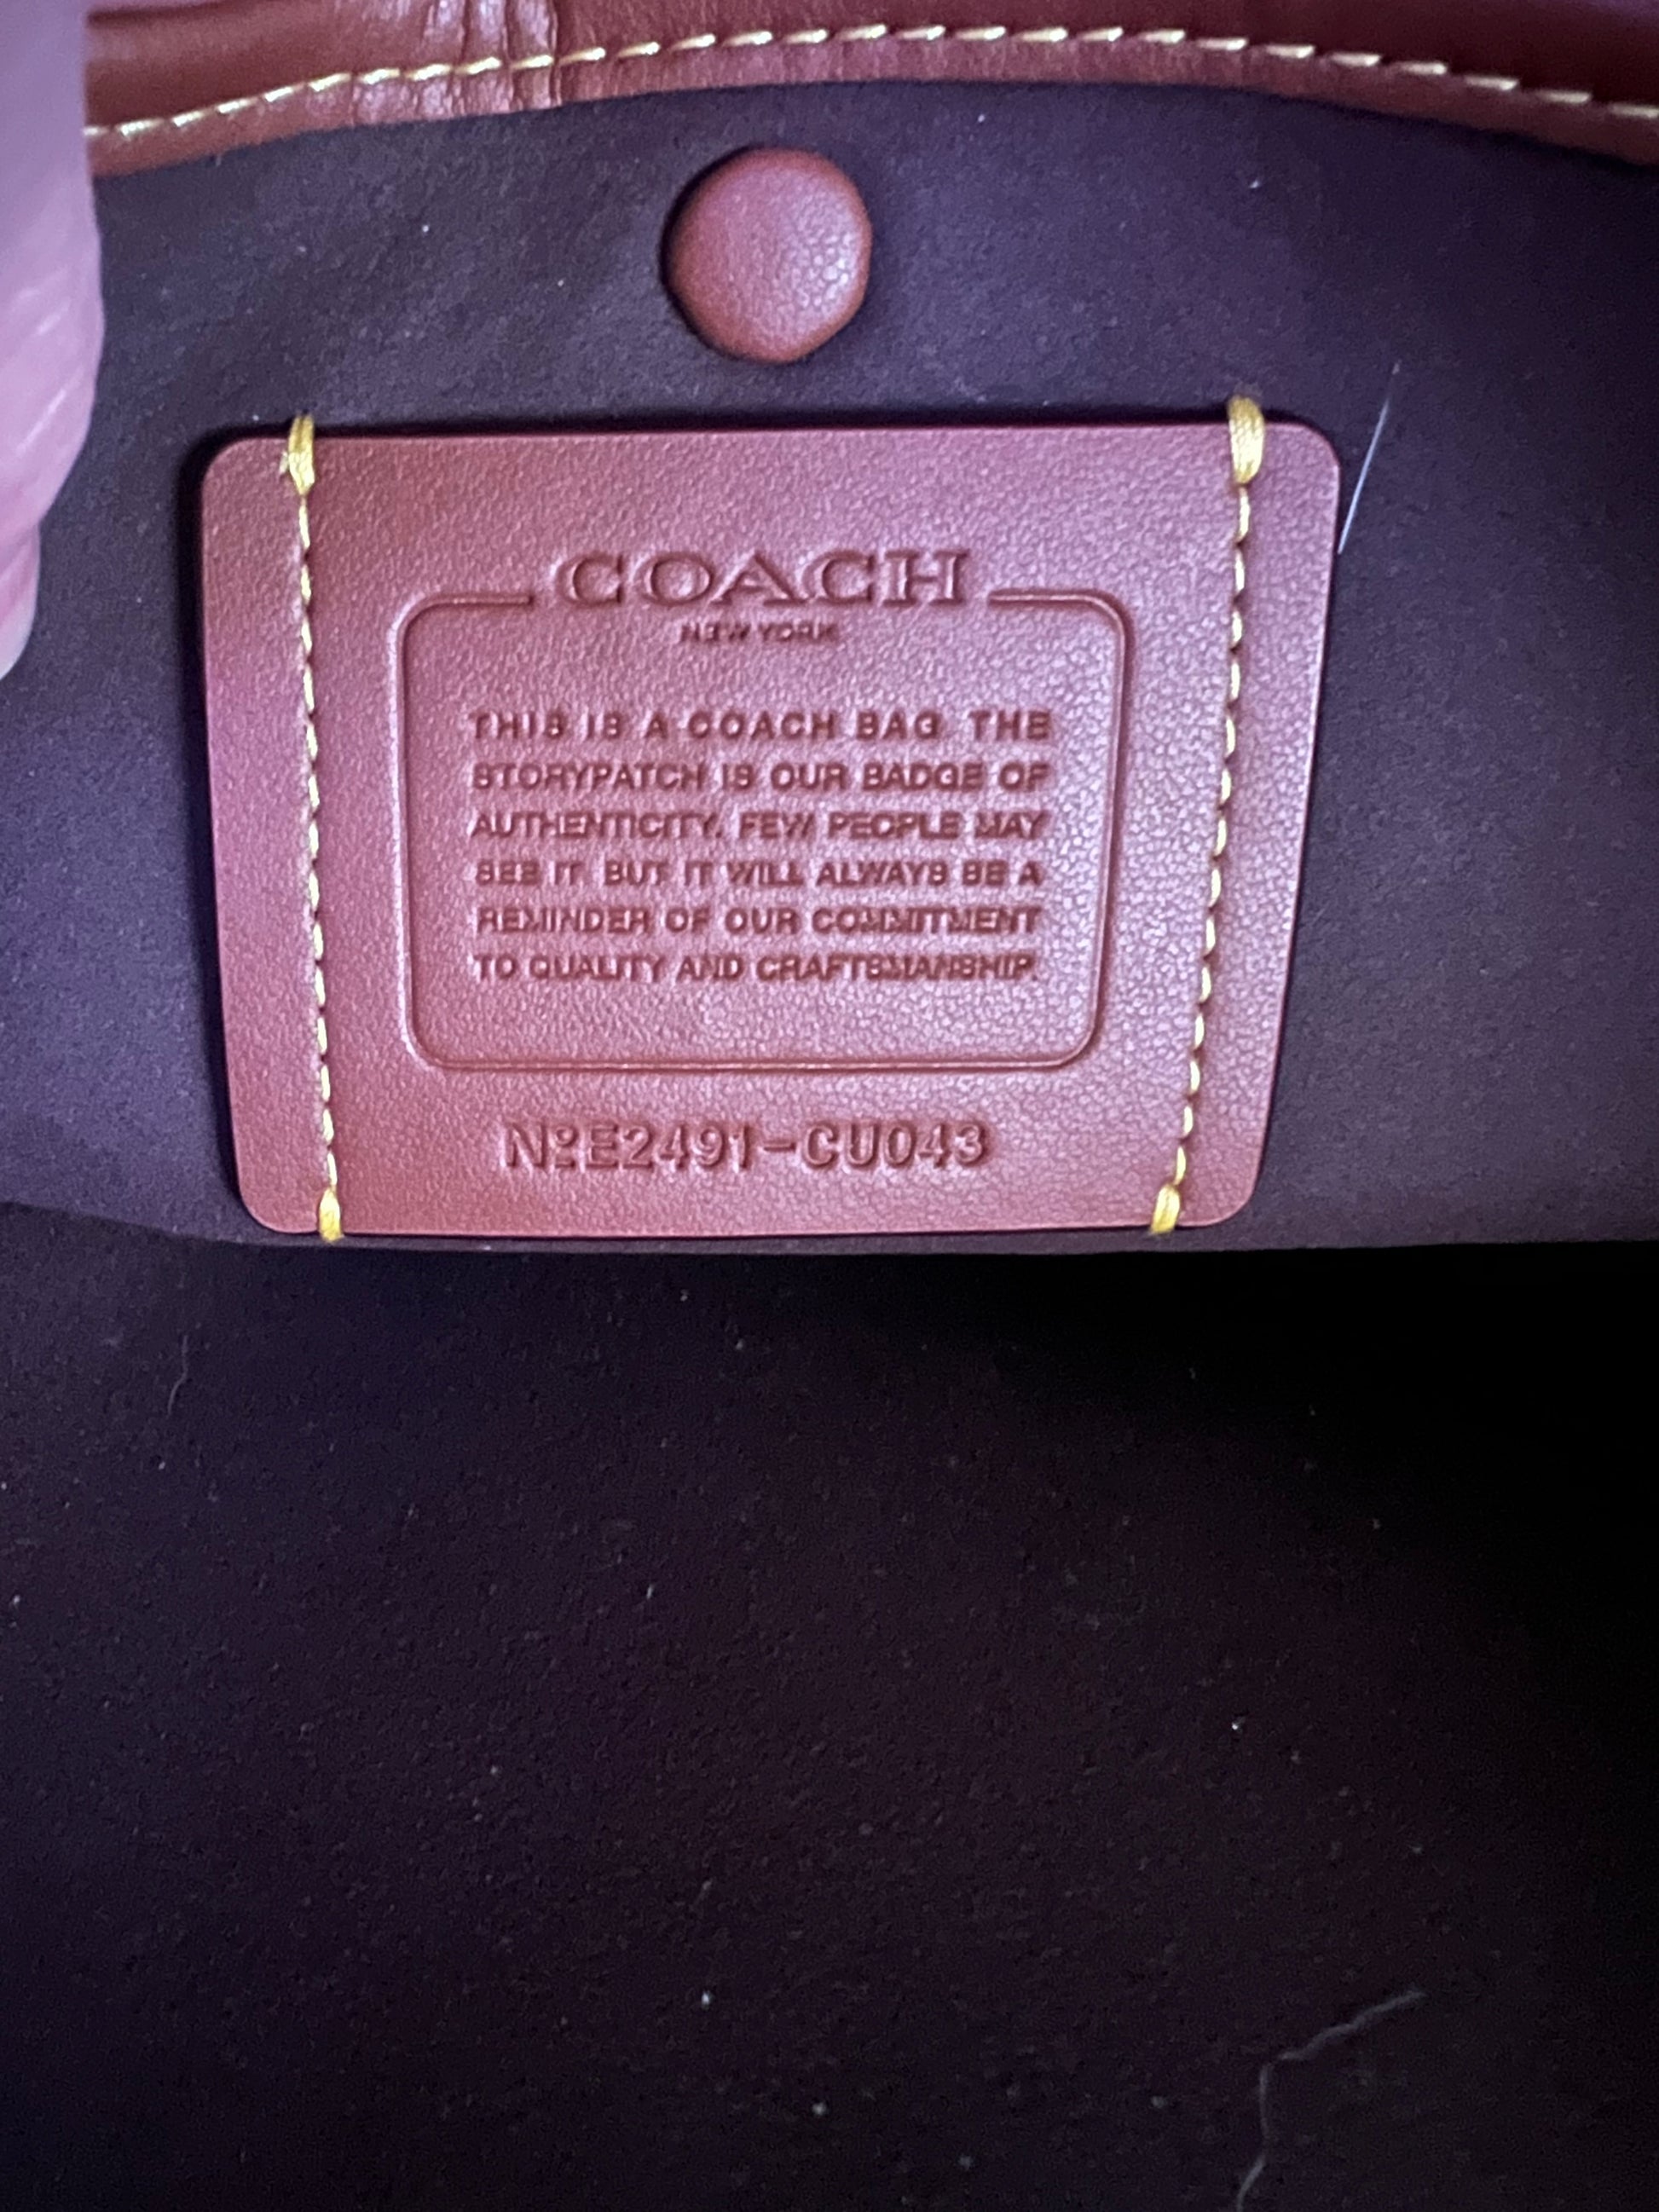 COACH
NEW YORK
THIS IS A COACH BAG. THE
STORYPATCH IS OUR BADGE OF
AUTHENTICITY. FEW PEOPLE MAY
SEE IT BUT IT WILL ALWAYS BE A
REMINDER OF OUR COMMITMENT
TO QUALITY AND CRAFTSMANSHIP.
NºE2491-CU043